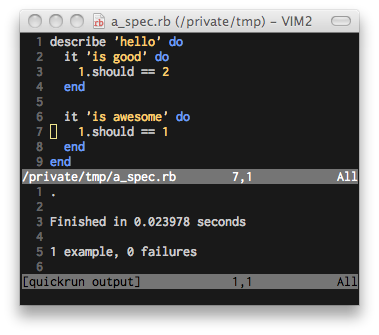 a_spec.rb (/private/tmp) – VIM2
1 describe 'hello' do
2   it 'is good' do
3     1.should == 2
4   end
5
6   it 'is awesome' do
7     1.should == 1
8   end
9 end
/private/tmp/a_spec.rb 7,1 All
1 .
2
3 Finished in 0.023978 seconds
4
5 1 example, 0 failures
6
[quickrun output] 1,1 All